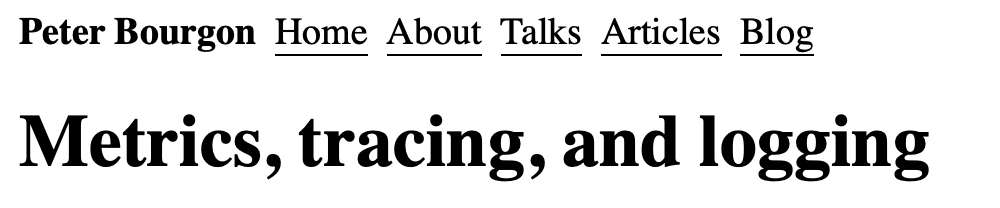 Peter Bourgon Home About Talks Articles Blog
Metrics, tracing, and logging